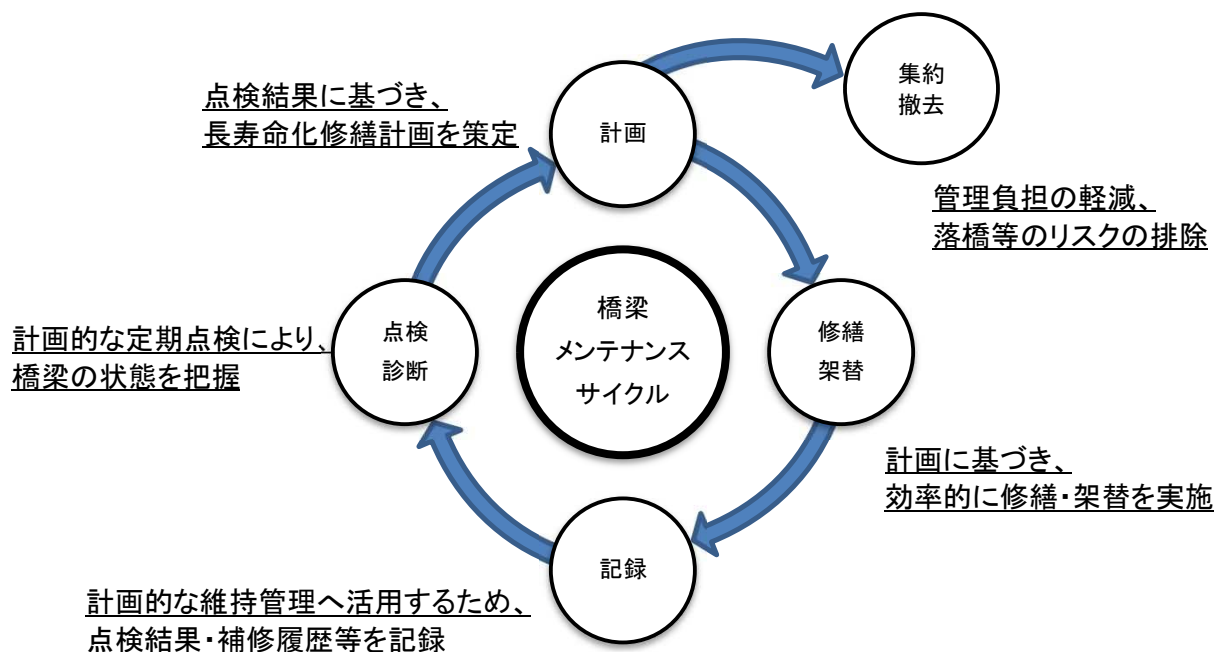 点検結果に基づき、
長寿命化修繕計画を策定
計画
集約
撤去
管理負担の軽減、
落橋等のリスクの排除
計画的な定期点検により、
橋梁の状態を把握
点検
診断
橋梁
メンテナンス
サイクル
修繕
架替
計画に基づき、
効率的に修繕・架替を実施
記録
計画的な維持管理へ活用するため、
点検結果・補修履歴等を記録